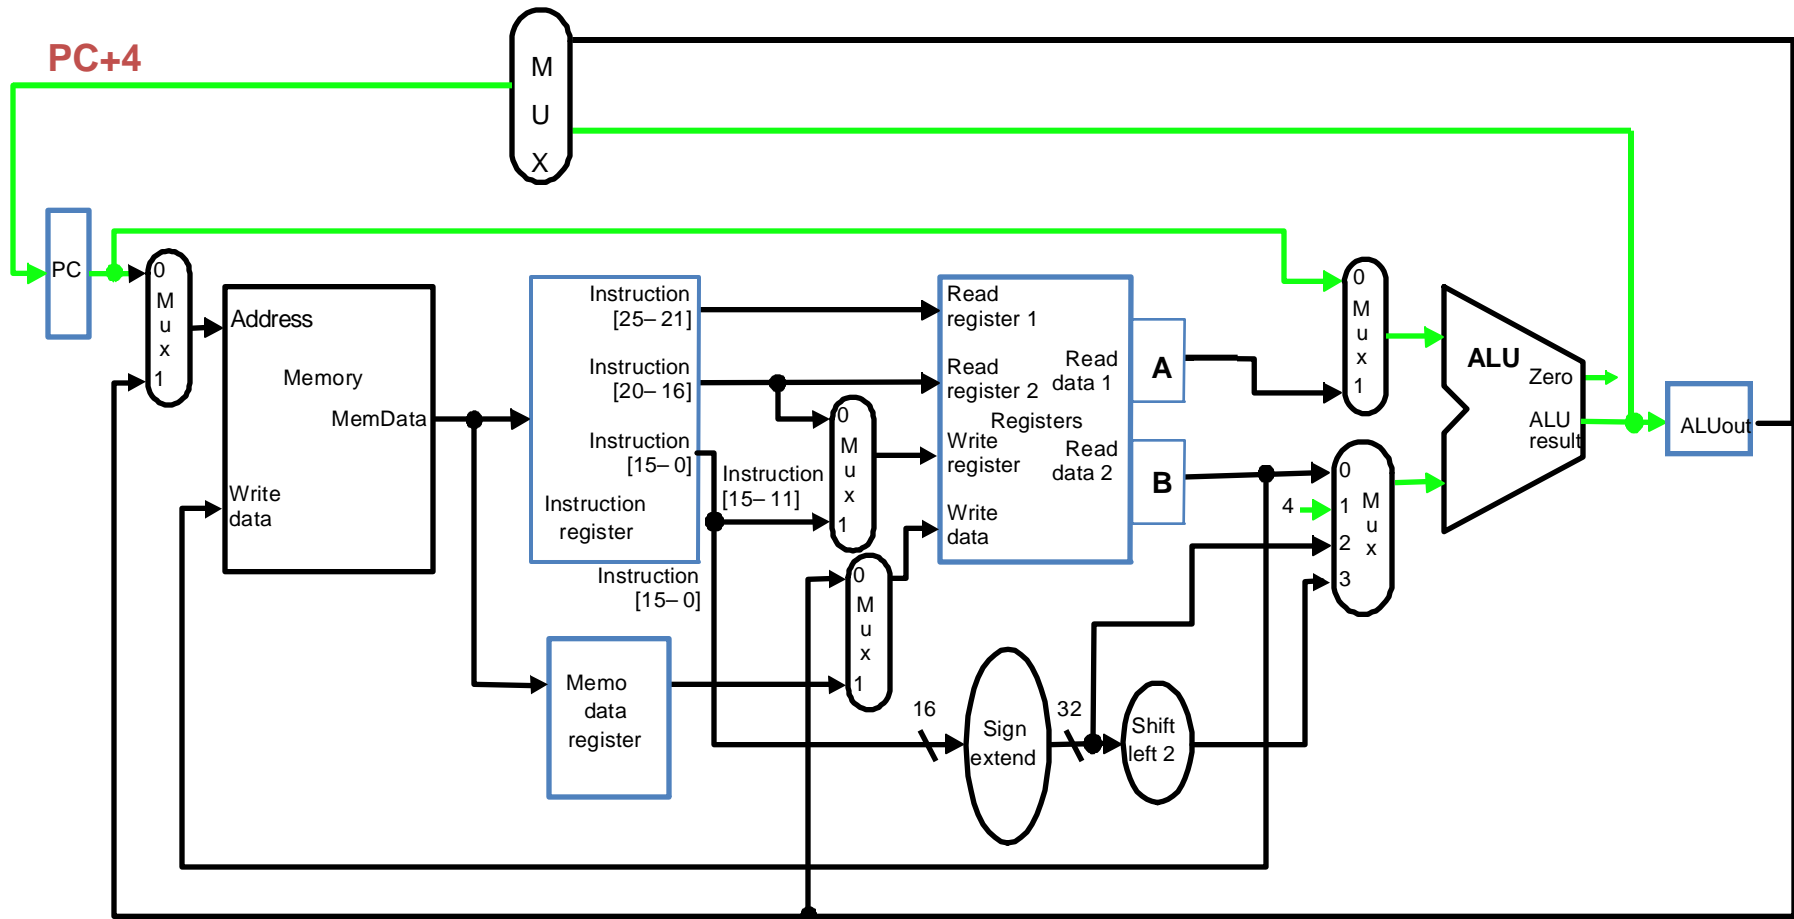 PC+4
M
U
X
PC
0
M
u
x
1
Address
Memory
MemData
Write
data
Instruction
[25– 21]
Instruction
[20– 16]
Instruction
[15– 0]
Instruction
register
Instruction
[15– 0]
Instruction
[15– 11]
0
M
u
x
1
0
M
u
x
1
Memo
data
register
Read
register 1
Read
register 2
Registers
Write
register
Write
data
Read
data 1
Read
data 2
A
B
16
Sign
extend
32
Shift
left 2
0
M
u
x
1
4
0
1
2
3
M
u
x
ALU
Zero
ALU
result
ALUout